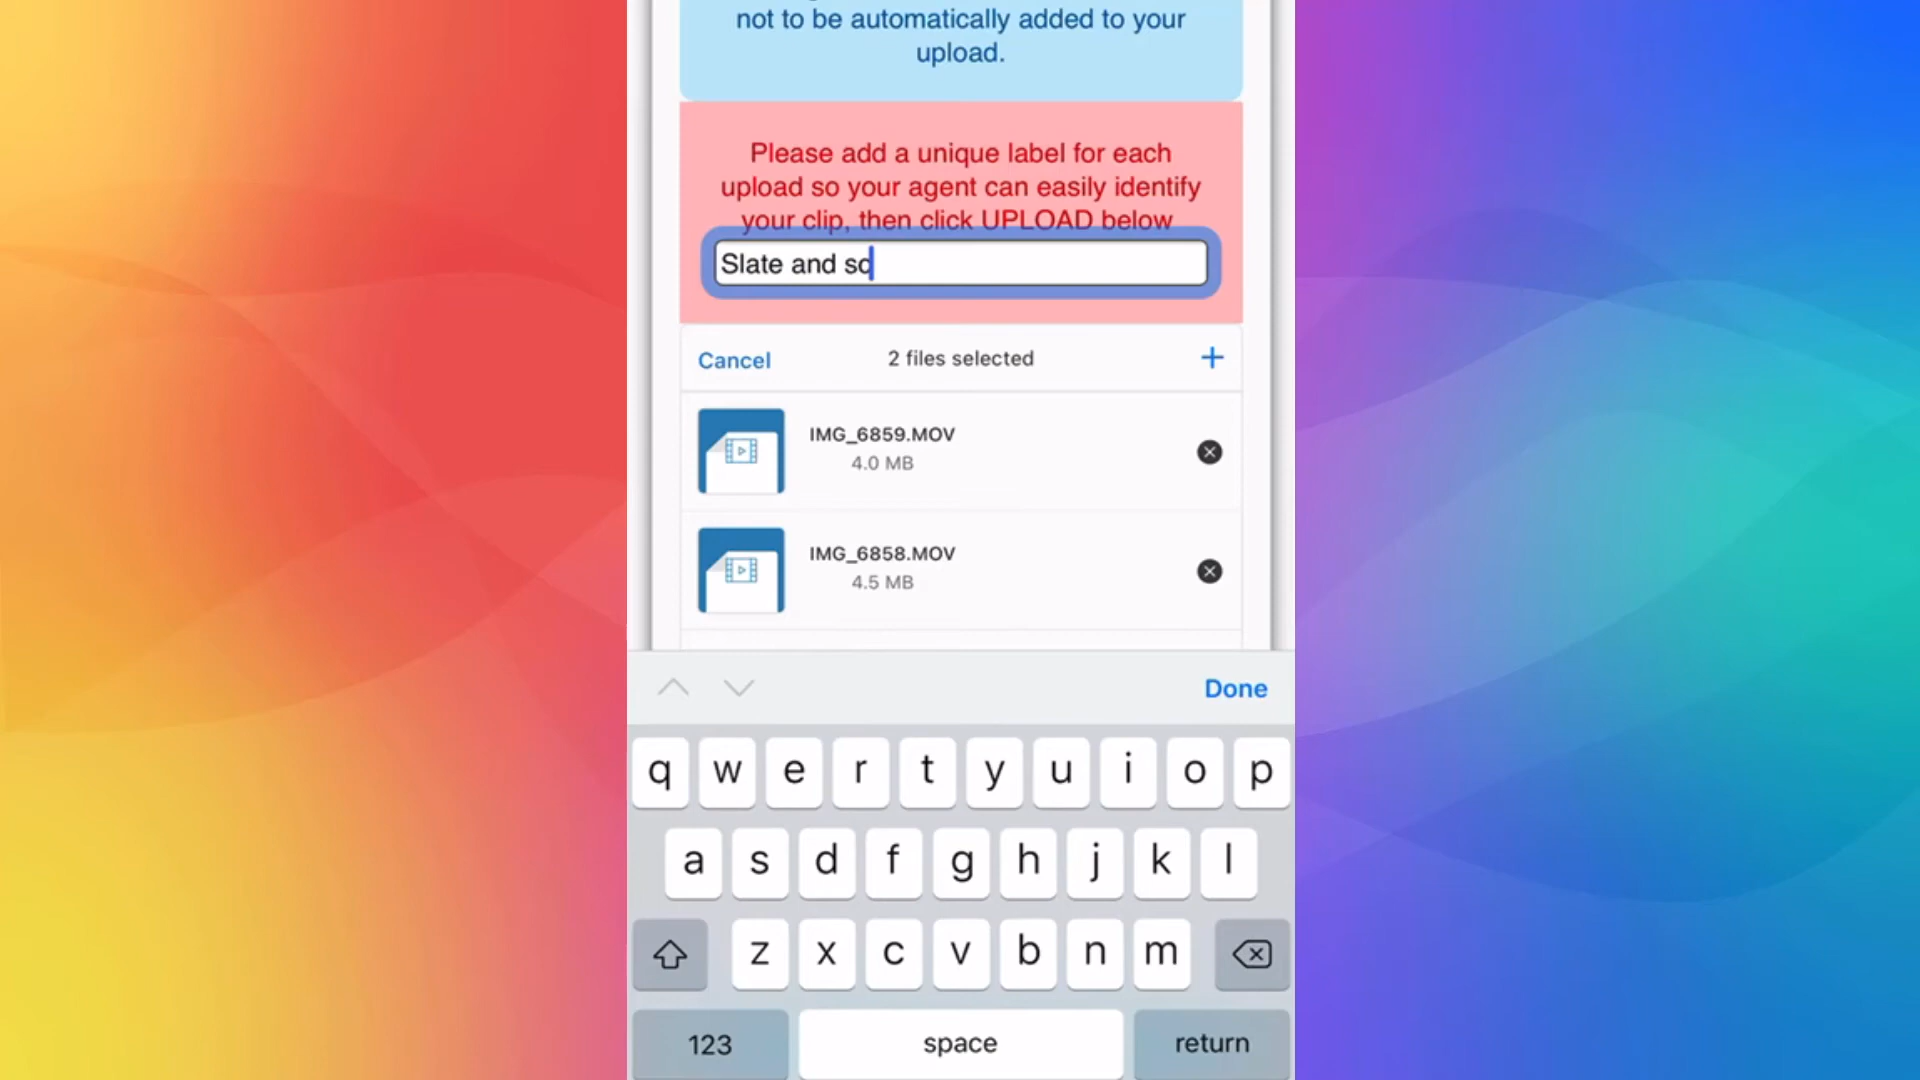 not to be automatically added to your
upload.
Please add a unique label for each
upload so your agent can easily identify
your clip, then click UPLOAD below
Slate and sc
Cancel 2 files selected +
IMG_6859.MOV
4.0 MB
IMG_6858.MOV
4.5 MB
Done
q w e r t y u i o p
a s d f g h j k l
z x c v b n m
123 space return